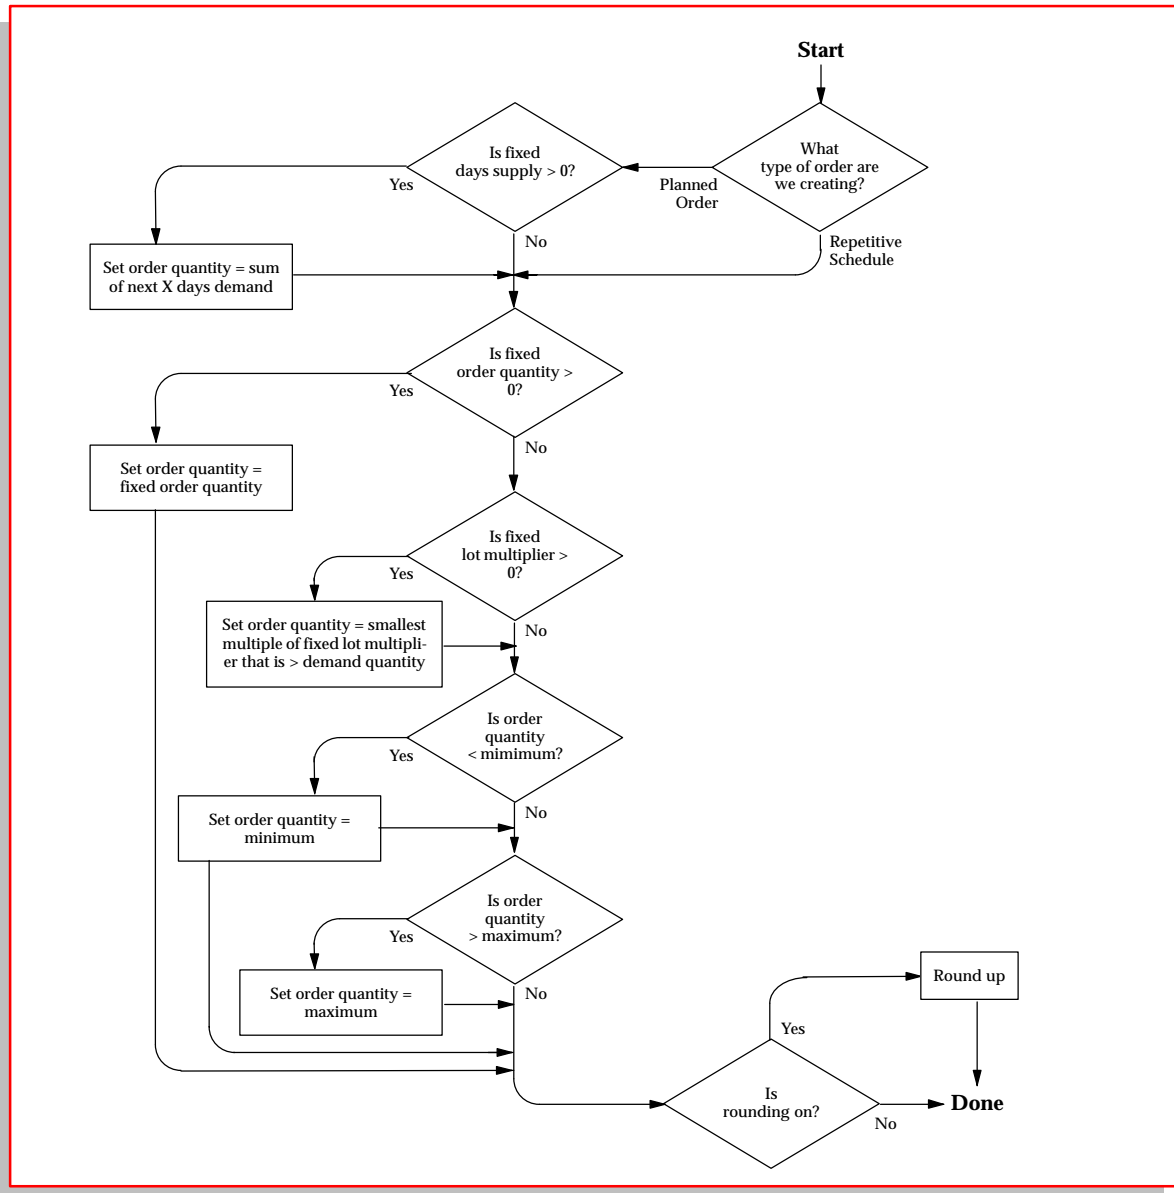 Start
What
type of order are
we creating?
Planned
Order
Repetitive
Schedule
Is fixed
days supply > 0?
Yes
No
Set order quantity = sum
of next X days demand
Is fixed
order quantity >
0?
Yes
No
Set order quantity =
fixed order quantity
Is fixed
lot multiplier >
0?
Yes
No
Set order quantity = smallest
multiple of fixed lot multipli-
er that is > demand quantity
Is order
quantity
< mimimum?
Yes
No
Set order quantity =
minimum
Is order
quantity
> maximum?
Yes
No
Set order quantity =
maximum
Is
rounding on?
Yes
No
Round up
Done